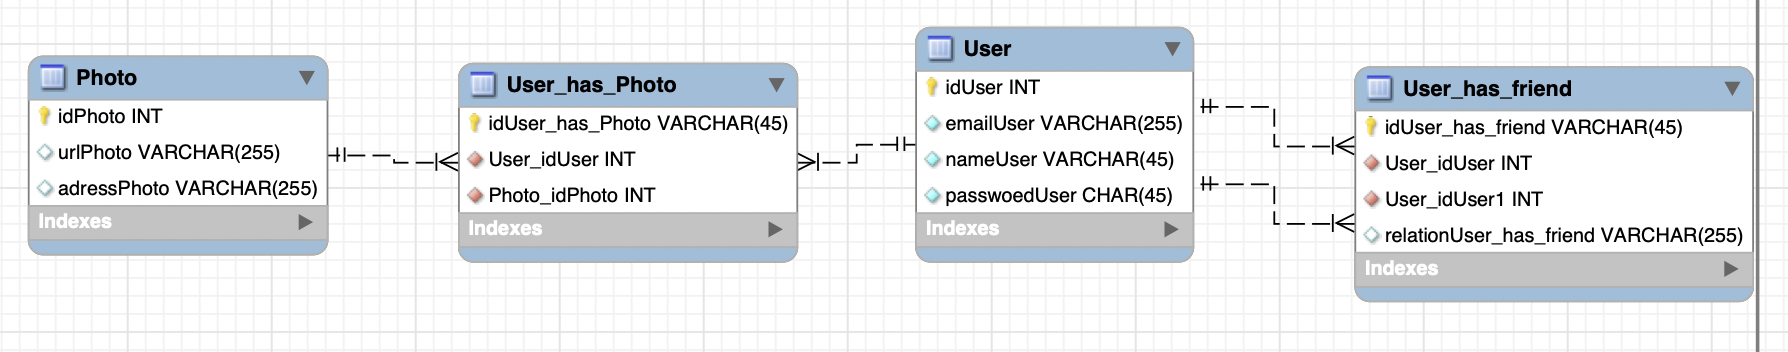 Photo
idPhoto INT
urlPhoto VARCHAR(255)
adressPhoto VARCHAR(255)
Indexes
User_has_Photo
idUser_has_Photo VARCHAR(45)
User_idUser INT
Photo_idPhoto INT
Indexes
User
idUser INT
emailUser VARCHAR(255)
nameUser VARCHAR(45)
passwoedUser CHAR(45)
Indexes
User_has_friend
idUser_has_friend VARCHAR(45)
User_idUser INT
User_idUser1 INT
relationUser_has_friend VARCHAR(255)
Indexes